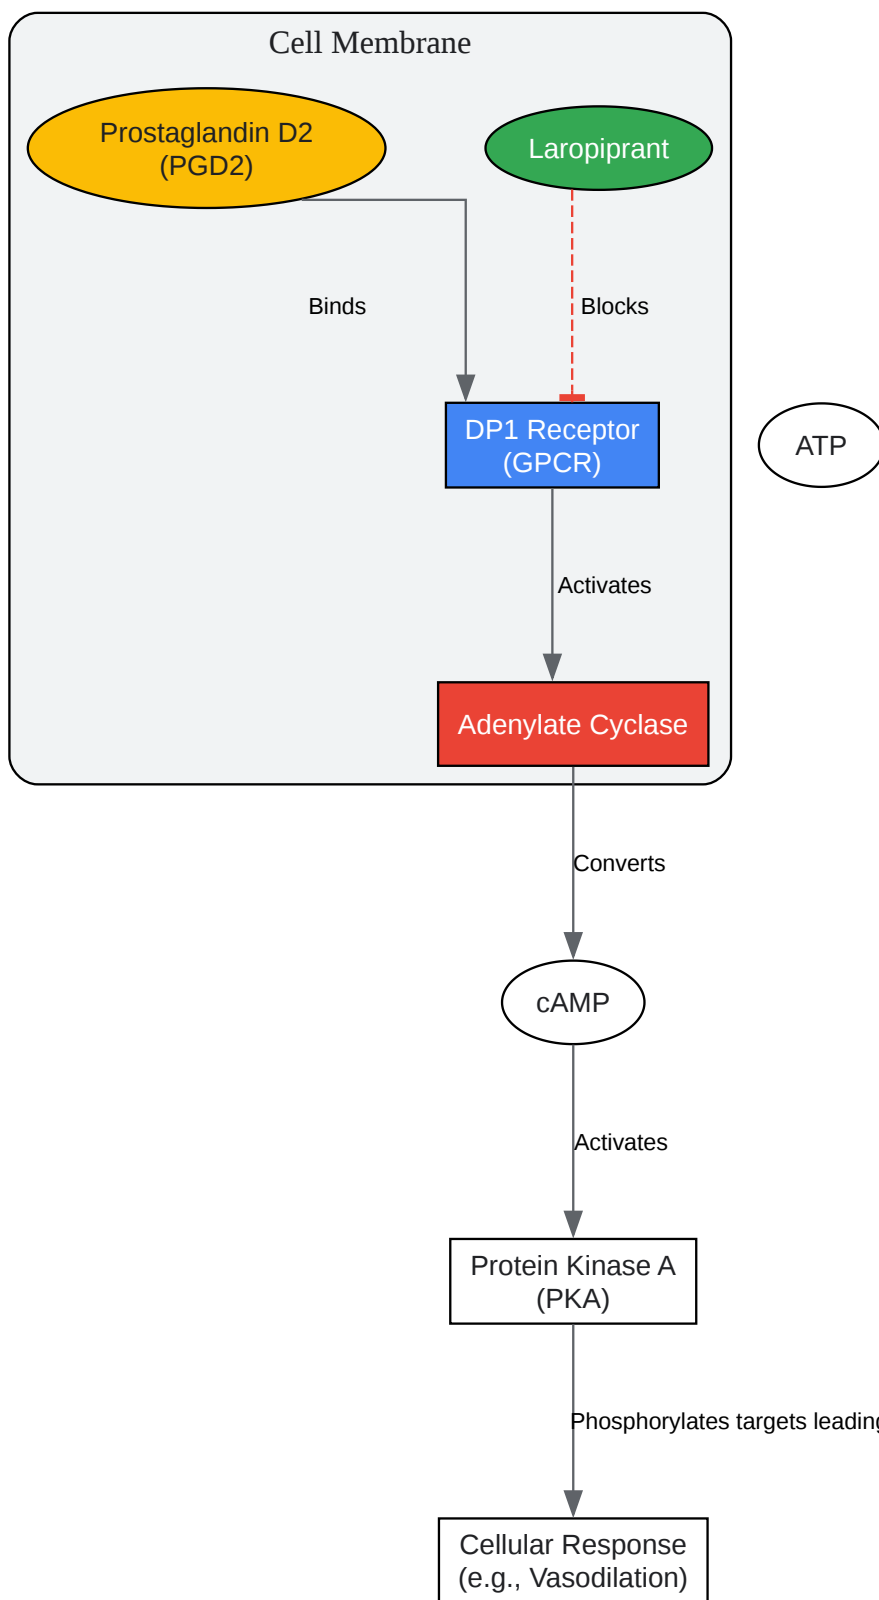 Cell Membrane
Prostaglandin D2
(PGD2)
Laropiprant
Binds
Blocks
DP1 Receptor
(GPCR)
ATP
Activates
Adenylate Cyclase
Converts
cAMP
Activates
Protein Kinase A
(PKA)
Phosphorylates targets leading
Cellular Response
(e.g., Vasodilation)